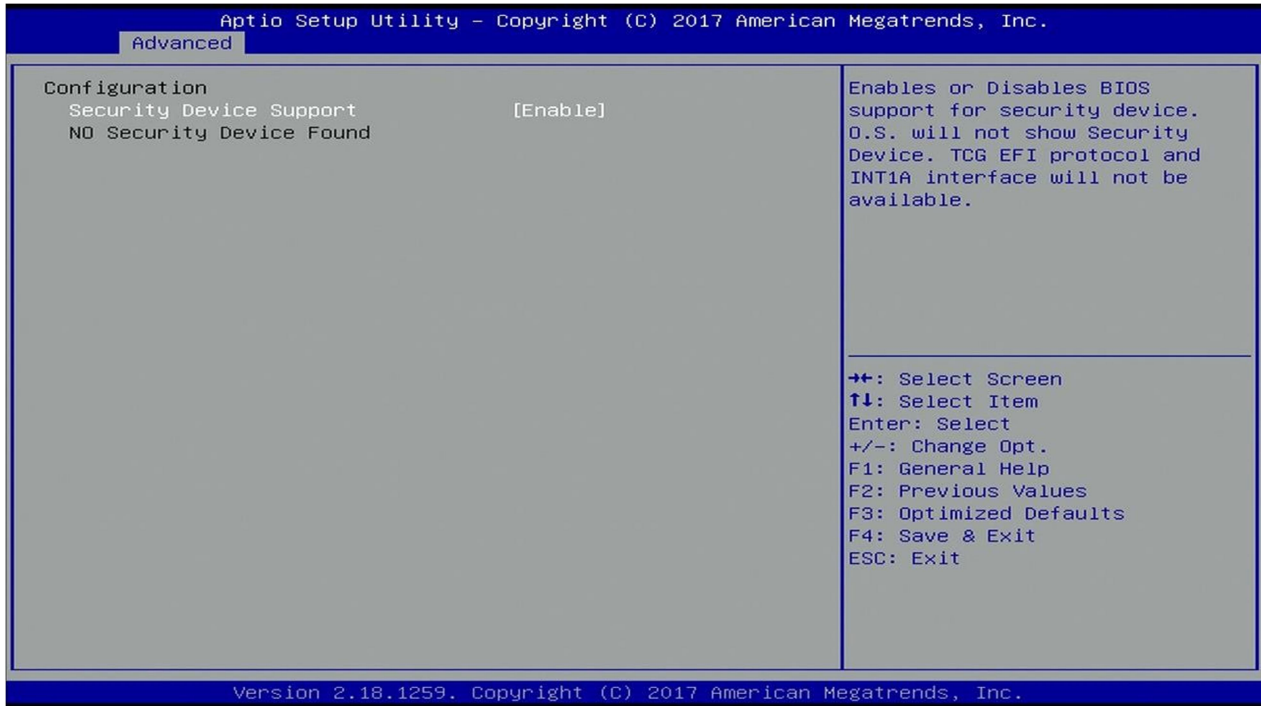 Aptio Setup Utility – Copyright (C) 2017 American Megatrends, Inc.
Advanced
Configuration
Security Device Support [Enable]
NO Security Device Found
Enables or Disables BIOS
support for security device.
O.S. will not show Security
Device. TCG EFI protocol and
INT1A interface will not be
available.
→←: Select Screen
↑↓: Select Item
Enter: Select
+/-: Change Opt.
F1: General Help
F2: Previous Values
F3: Optimized Defaults
F4: Save & Exit
ESC: Exit
Version 2.18.1259. Copyright (C) 2017 American Megatrends, Inc.